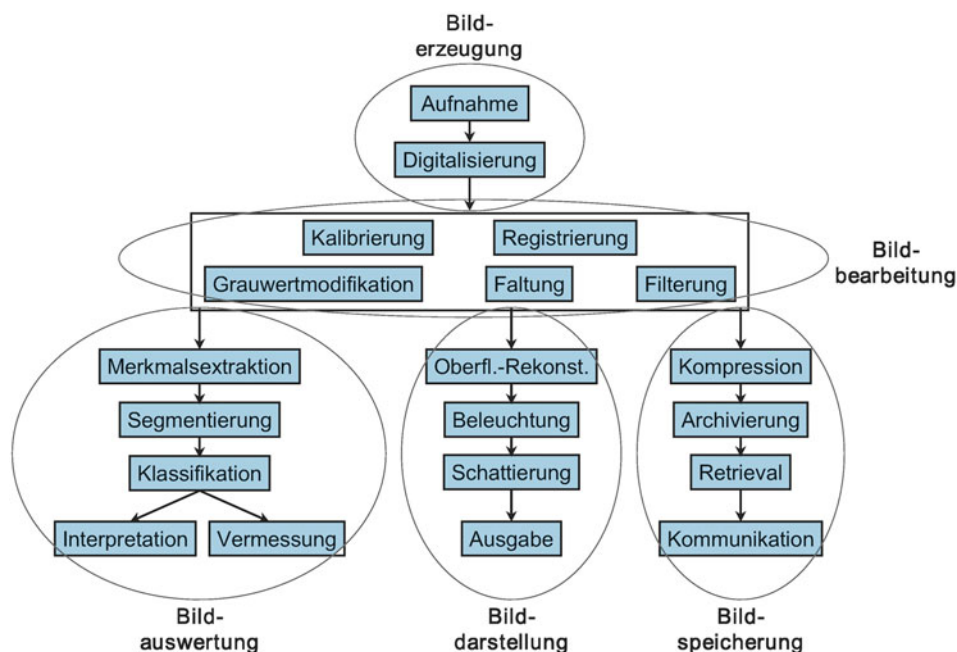 Bild-
erzeugung
Aufnahme
Digitalisierung
Kalibrierung
Registrierung
Grauwertmodifikation
Faltung
Filterung
Bild-
bearbeitung
Merkmalsextraktion
Segmentierung
Klassifikation
Interpretation
Vermessung
Bild-
auswertung
Oberfl.-Rekonst.
Beleuchtung
Schattierung
Ausgabe
Bild-
darstellung
Kompression
Archivierung
Retrieval
Kommunikation
Bild-
speicherung